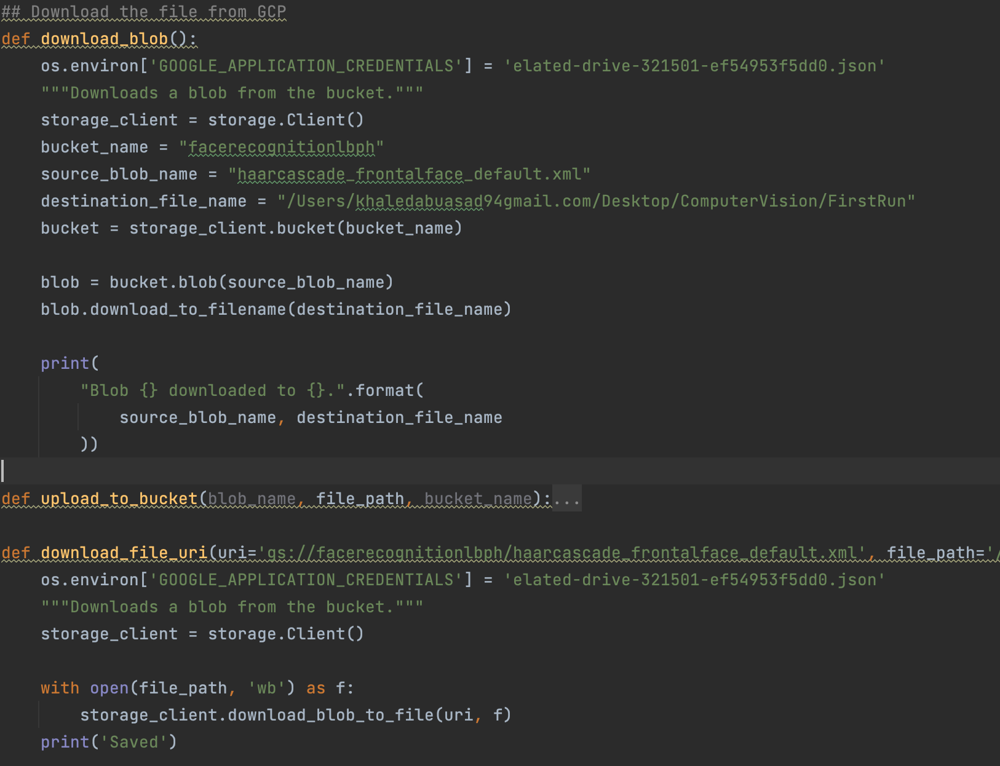 ## Download the file from GCP
def download_blob():
    os.environ['GOOGLE_APPLICATION_CREDENTIALS'] = 'elated-drive-321501-ef54953f5dd0.json'
    """Downloads a blob from the bucket."""
    storage_client = storage.Client()
    bucket_name = "facerecognitionlbph"
    source_blob_name = "haarcascade_frontalface_default.xml"
    destination_file_name = "/Users/khaledabuasad94gmail.com/Desktop/ComputerVision/FirstRun"
    bucket = storage_client.bucket(bucket_name)
    blob = bucket.blob(source_blob_name)
    blob.download_to_filename(destination_file_name)
    print(
        "Blob {} downloaded to {}.".format(
            source_blob_name, destination_file_name
        ))
def upload_to_bucket(blob_name, file_path, bucket_name):...
def download_file_uri(uri='gs://facerecognitionlbph/haarcascade_frontalface_default.xml', file_path='/
    os.environ['GOOGLE_APPLICATION_CREDENTIALS'] = 'elated-drive-321501-ef54953f5dd0.json'
    """Downloads a blob from the bucket."""
    storage_client = storage.Client()
    with open(file_path, 'wb') as f:
        storage_client.download_blob_to_file(uri, f)
    print('Saved')